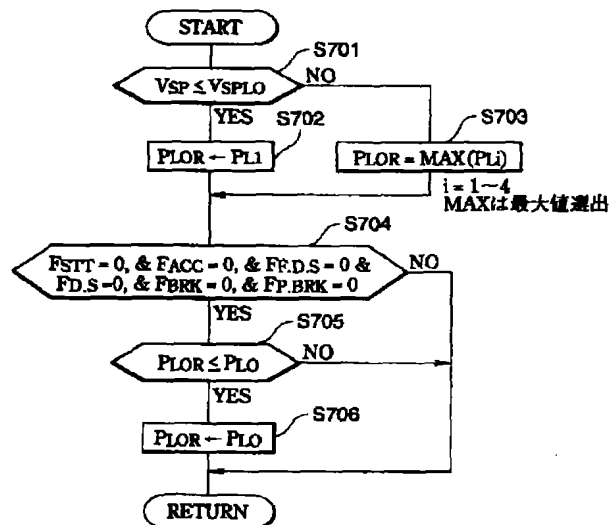 START
S701
VSP ≤ VSPLO
NO
YES
S702
S703
PLOR ← PL1
PLOR = MAX(PLi)
i = 1~4
MAXは最大値選出
S704
FSTT = 0, & FACC = 0, & FF.D.S = 0 &
FD.S = 0, & FBRK = 0, & FP.BRK = 0
NO
YES
S705
PLOR ≤ PLO
NO
YES
S706
PLOR ← PLO
RETURN